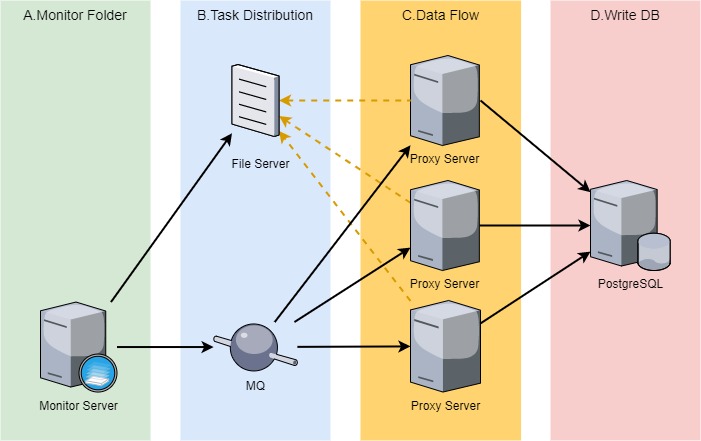 A.Monitor Folder
B.Task Distribution
C.Data Flow
D.Write DB
File Server
Proxy Server
Proxy Server
PostgreSQL
Monitor Server
MQ
Proxy Server